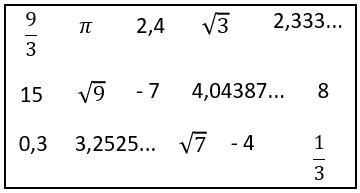 9/3 π 2,4 √3 2,333...
15 √9 - 7 4,04387... 8
0,3 3,2525... √7 - 4 1/3